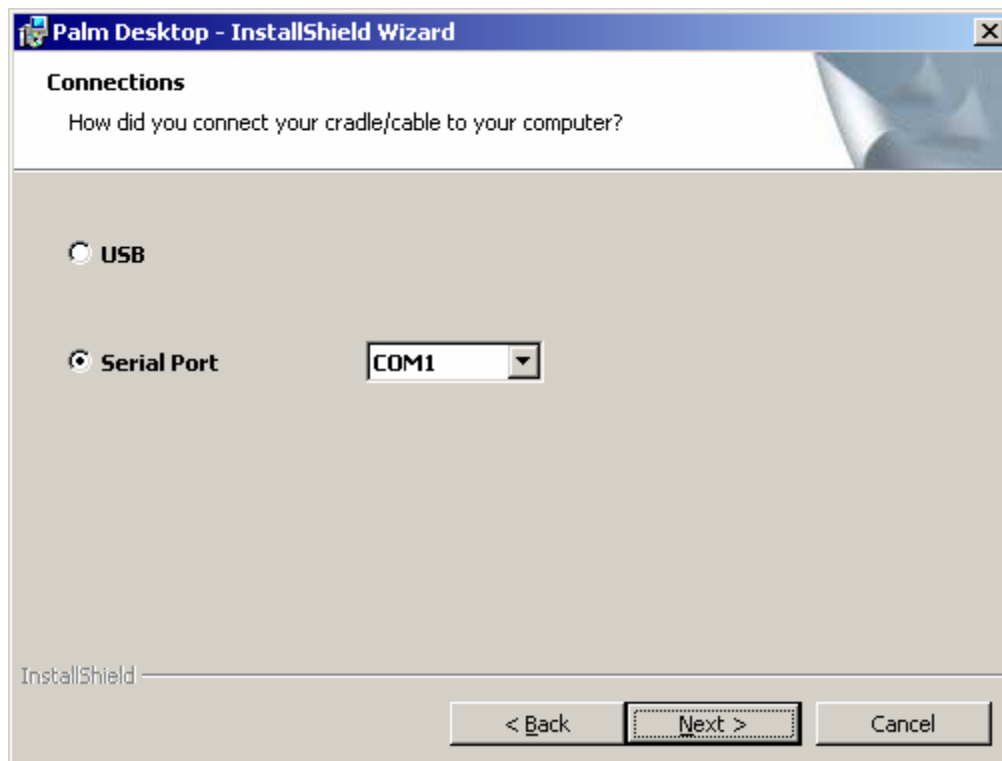 Palm Desktop - InstallShield Wizard
Connections
How did you connect your cradle/cable to your computer?
USB
Serial Port COM1
InstallShield
< Back Next > Cancel